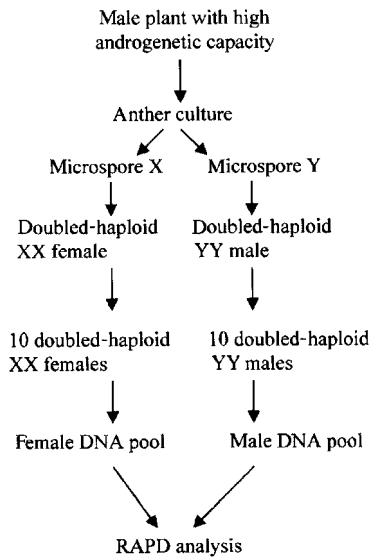 Male plant with high
androgenetic capacity
Anther culture
Microspore X
Microspore Y
Doubled-haploid
XX female
Doubled-haploid
YY male
10 doubled-haploid
XX females
10 doubled-haploid
YY males
Female DNA pool
Male DNA pool
RAPD analysis